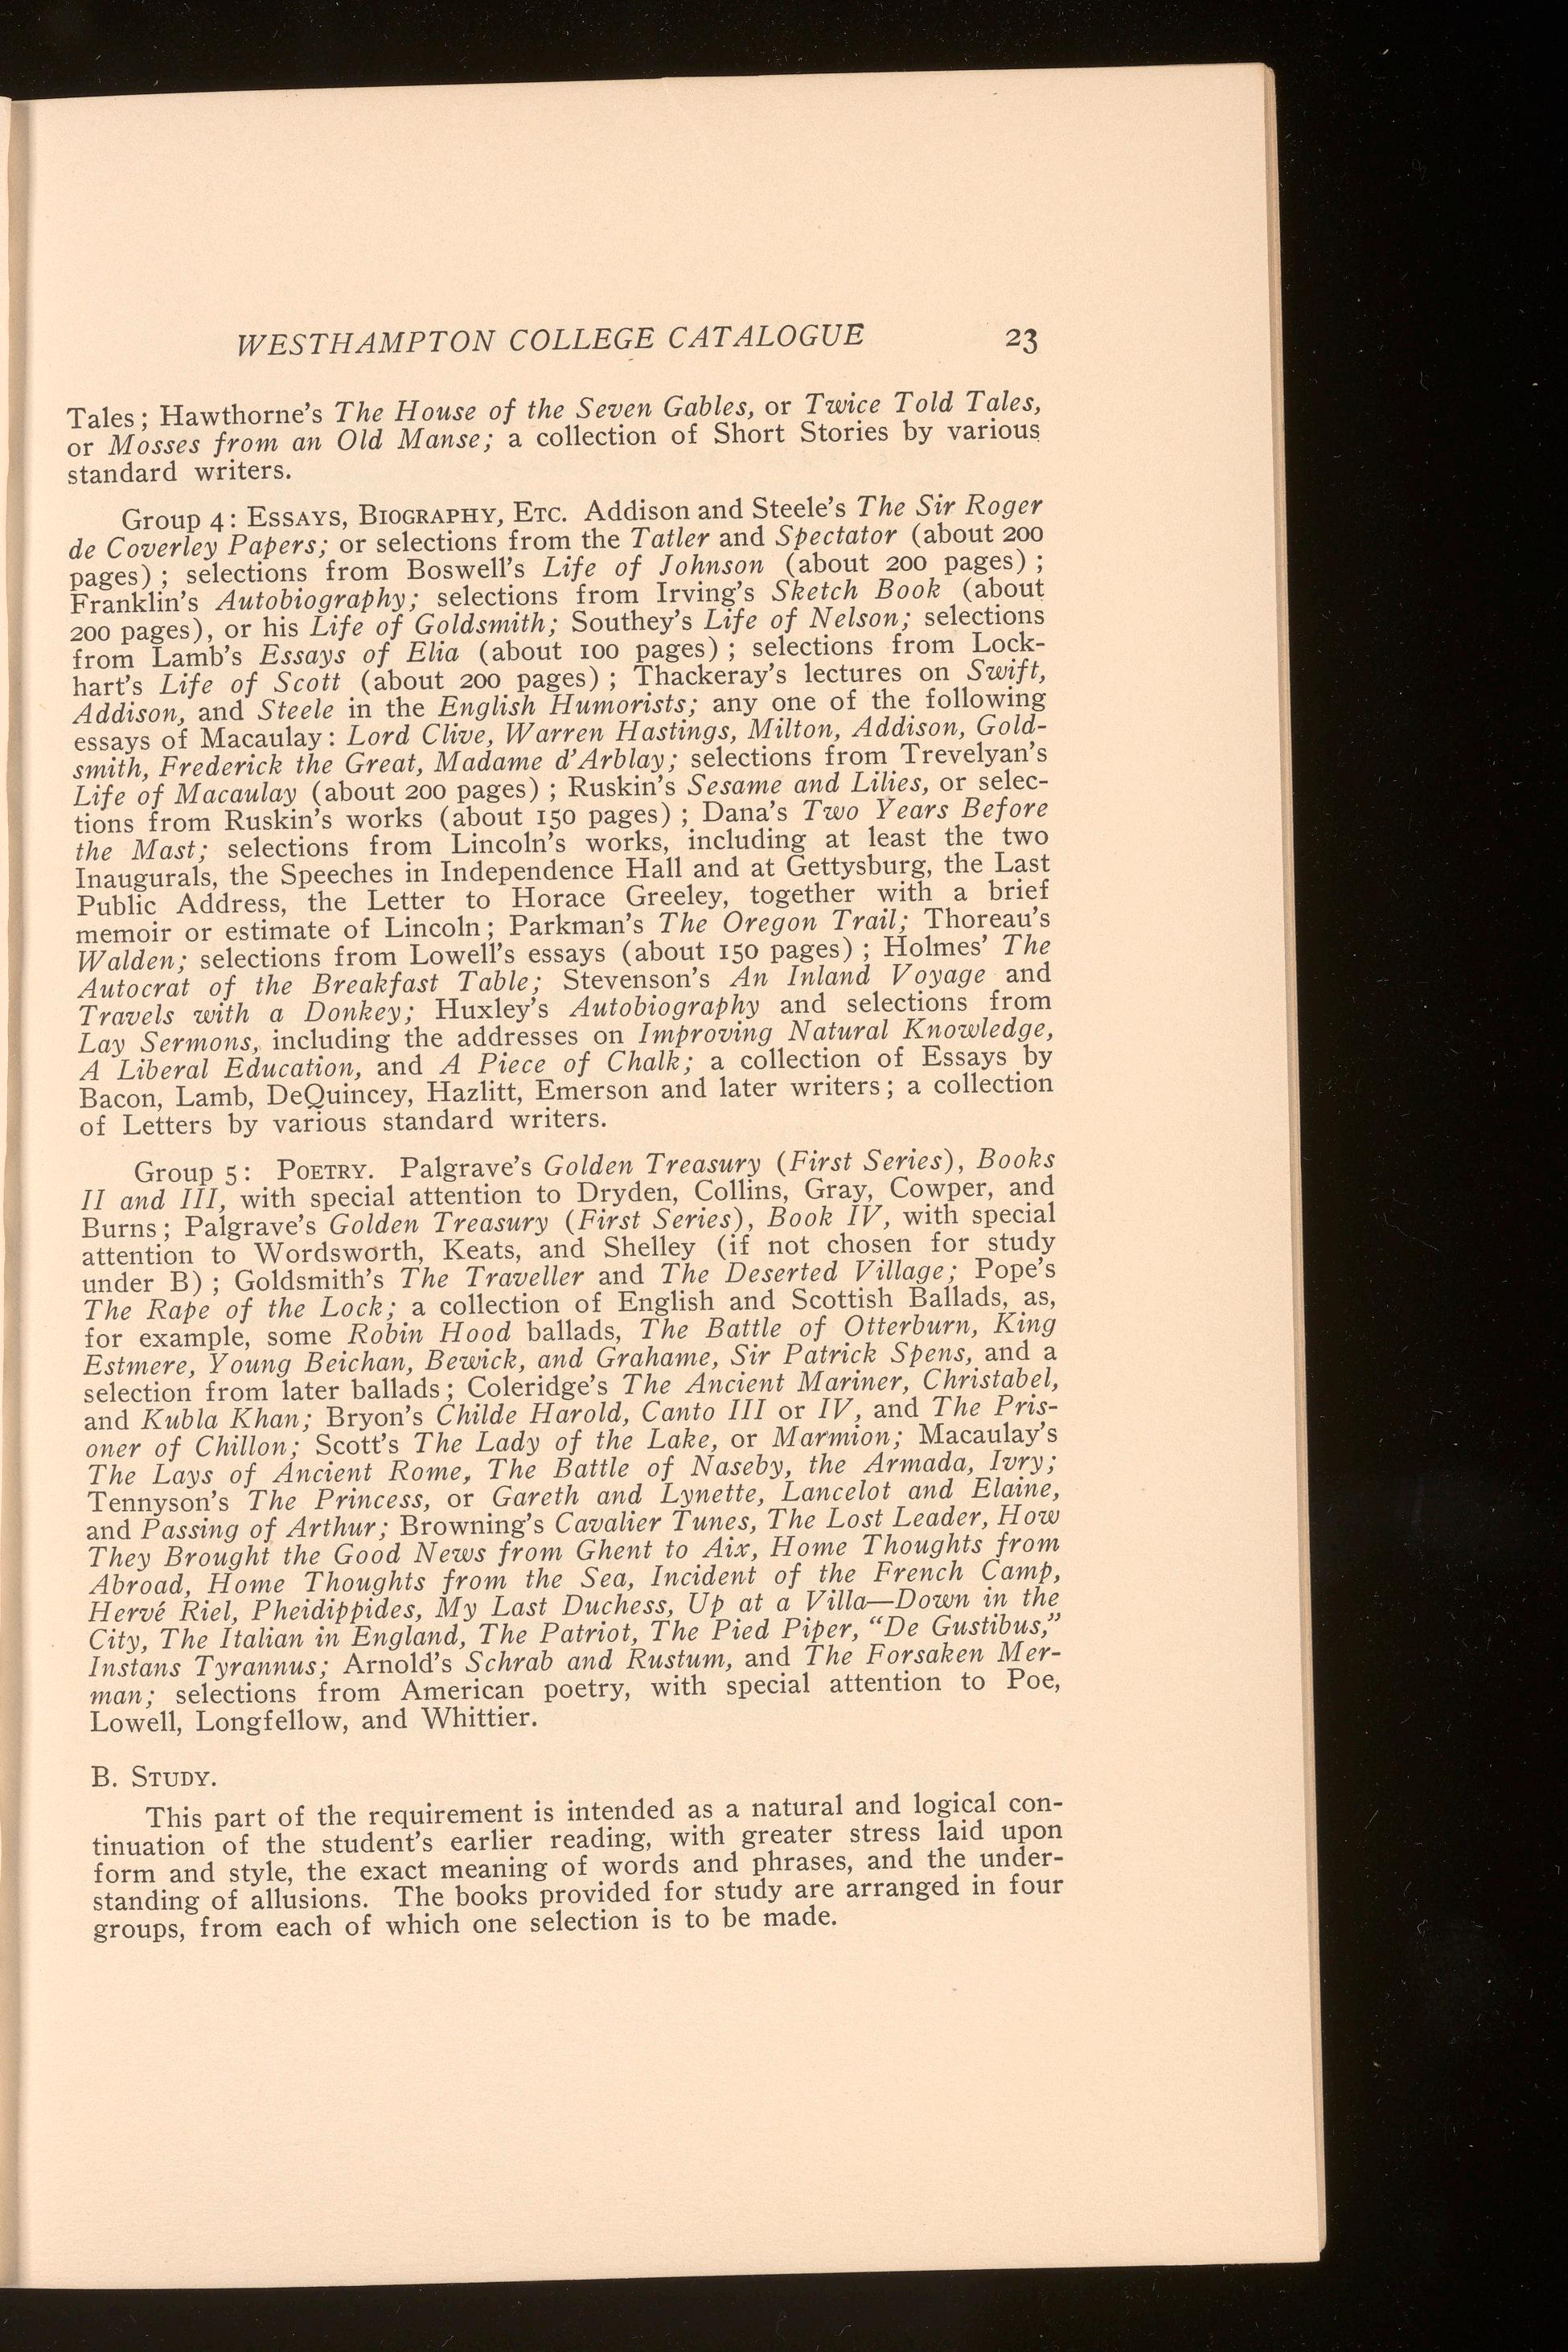 WESTHAMPTON COLLEGE CATALOGUE 23
Tales; Hawthorne's The House of the Seven Gables, or Twice Told Tales,
or Mosses from an Old Manse; a collection of Short Stories by various
standard writers.
Group 4: Essays, Biography, Etc. Addison and Steele's The Sir Roger
de Coverley Papers; or selections from the Tatler and Spectator (about 200
pages); selections from Boswell's Life of Johnson (about 200 pages);
Franklin's Autobiography; selections from Irving's Sketch Book (about
200 pages), or his Life of Goldsmith; Southey's Life of Nelson; selections
from Lamb's Essays of Elia (about 100 pages); selections from Lock-
hart's Life of Scott (about 200 pages); Thackeray's lectures on Swift,
Addison, and Steele in the English Humorists; any one of the following
essays of Macaulay: Lord Clive, Warren Hastings, Milton, Addison, Gold-
smith, Frederick the Great, Madame d'Arblay; selections from Trevelyan's
Life of Macaulay (about 200 pages); Ruskin's Sesame and Lilies, or selec-
tions from Ruskin's works (about 150 pages); Dana's Two Years Before
the Mast; selections from Lincoln's works, including at least the two
Inaugurals, the Speeches in Independence Hall and at Gettysburg, the Last
Public Address, the Letter to Horace Greeley, together with a brief
memoir or estimate of Lincoln; Parkman's The Oregon Trail; Thoreau's
Walden; selections from Lowell's essays (about 150 pages); Holmes' The
Autocrat of the Breakfast Table; Stevenson's An Inland Voyage and
Travels with a Donkey; Huxley's Autobiography and selections from
Lay Sermons, including the addresses on Improving Natural Knowledge,
A Liberal Education, and A Piece of Chalk; a collection of Essays by
Bacon, Lamb, DeQuincey, Hazlitt, Emerson and later writers; a collection
of Letters by various standard writers.
Group 5: Poetry. Palgrave's Golden Treasury (First Series), Books
II and III, with special attention to Dryden, Collins, Gray, Cowper, and
Burns; Palgrave's Golden Treasury (First Series), Book IV, with special
attention to Wordsworth, Keats, and Shelley (if not chosen for study
under B); Goldsmith's The Traveller and The Deserted Village; Pope's
The Rape of the Lock; a collection of English and Scottish Ballads, as,
for example, some Robin Hood ballads, The Battle of Otterburn, King
Estmere, Young Beichan, Bewick, and Grahame, Sir Patrick Spens, and a
selection from later ballads; Coleridge's The Ancient Mariner, Christabel,
and Kubla Khan; Bryon's Childe Harold, Canto III or IV, and The Pris-
oner of Chillon; Scott's The Lady of the Lake, or Marmion; Macaulay's
The Lays of Ancient Rome, The Battle of Naseby, the Armada, Ivry;
Tennyson's The Princess, or Gareth and Lynette, Lancelot and Elaine,
and Passing of Arthur; Browning's Cavalier Tunes, The Lost Leader, How
They Brought the Good News from Ghent to Aix, Home Thoughts from
Abroad, Home Thoughts from the Sea, Incident of the French Camp,
Hervé Riel, Pheidippides, My Last Duchess, Up at a Villa—Down in the
City, The Italian in England, The Patriot, The Pied Piper, "De Gustibus,"
Instans Tyrannus; Arnold's Schrab and Rustum, and The Forsaken Mer-
man; selections from American poetry, with special attention to Poe,
Lowell, Longfellow, and Whittier.
B. Study.
This part of the requirement is intended as a natural and logical con-
tinuation of the student's earlier reading, with greater stress laid upon
form and style, the exact meaning of words and phrases, and the under-
standing of allusions. The books provided for study are arranged in four
groups, from each of which one selection is to be made.